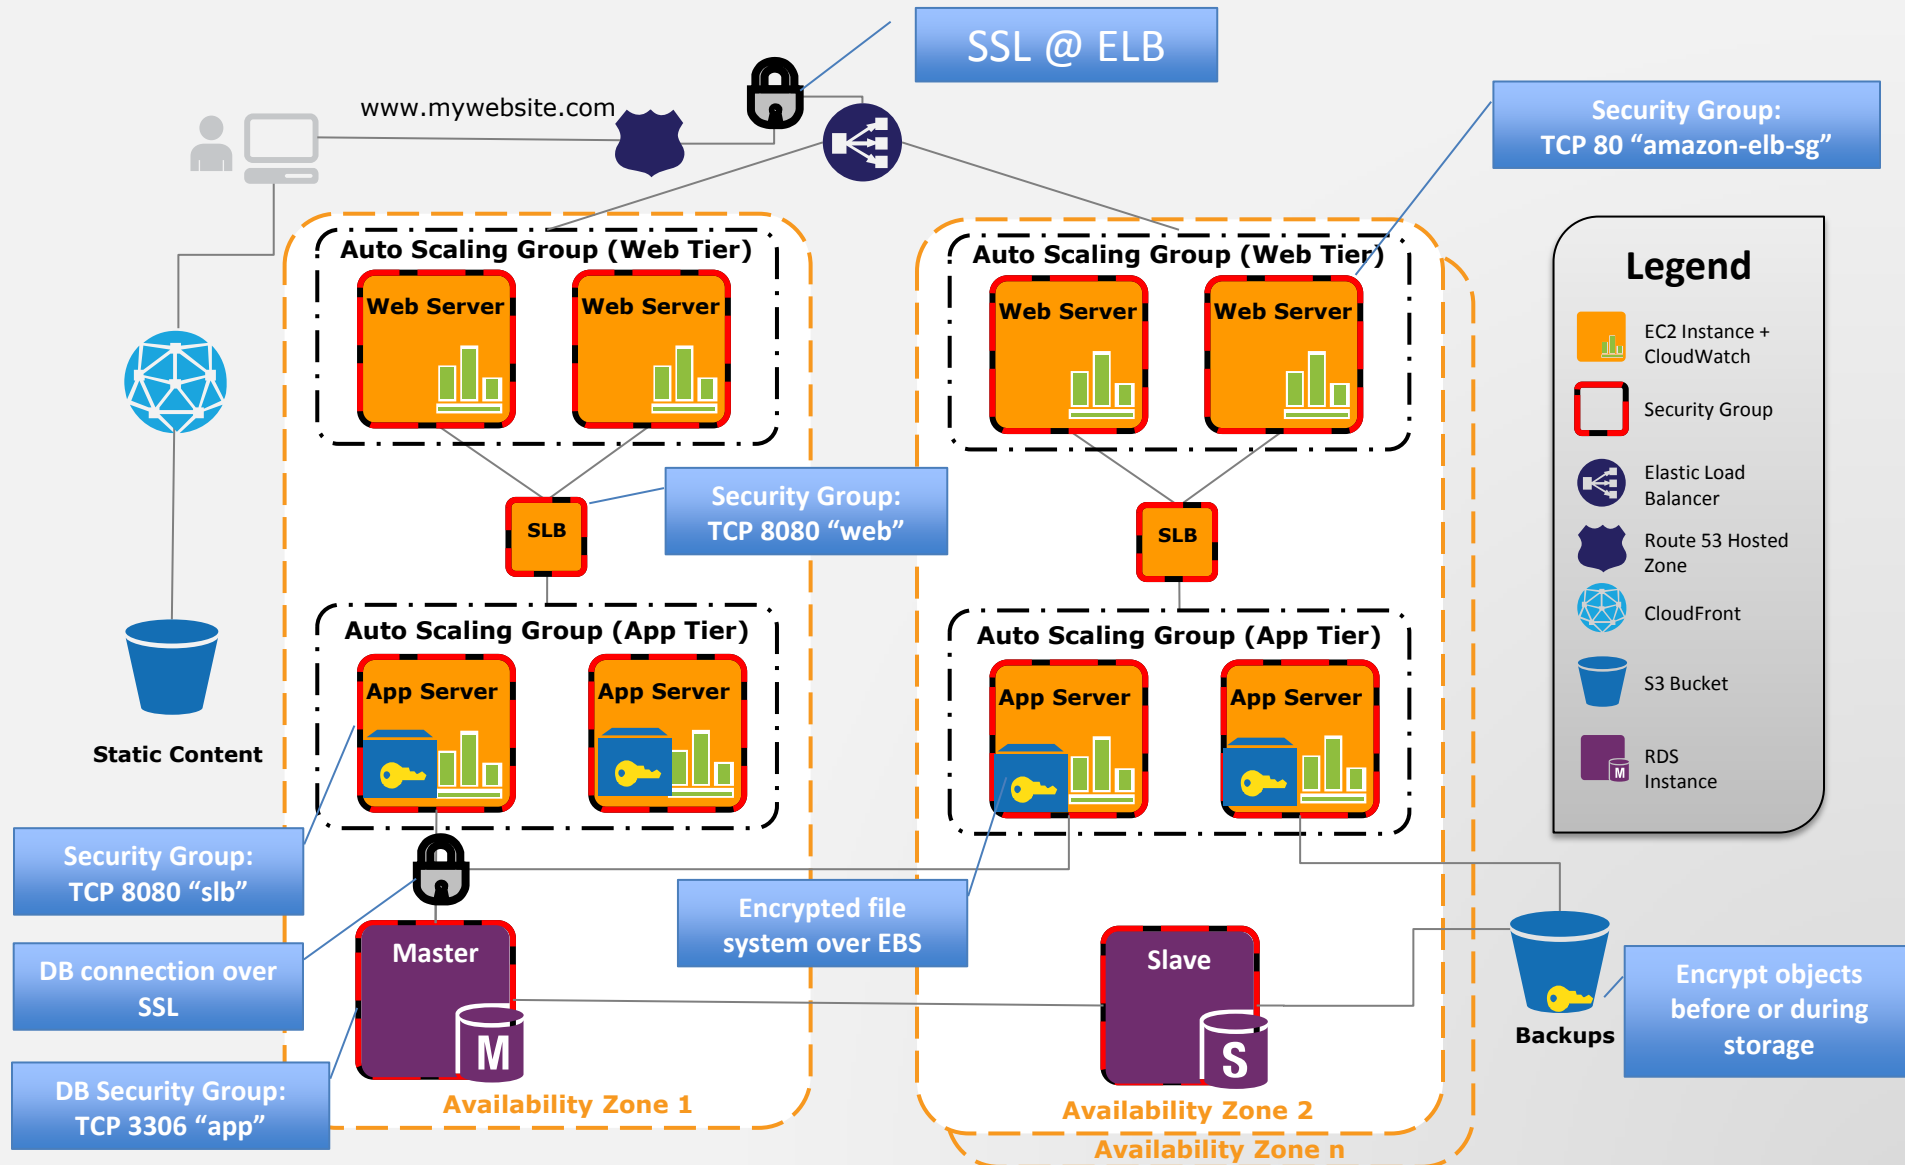 SSL @ ELB
www.mywebsite.com
Security Group:
TCP 80 “amazon-elb-sg”
Auto Scaling Group (Web Tier)
Web Server
Web Server
Auto Scaling Group (Web Tier)
Web Server
Web Server
Legend
EC2 Instance +
CloudWatch
Security Group
Elastic Load
Balancer
Route 53 Hosted
Zone
CloudFront
S3 Bucket
RDS
Instance
M
Security Group:
TCP 8080 “web”
SLB
SLB
Auto Scaling Group (App Tier)
App Server
App Server
Auto Scaling Group (App Tier)
App Server
App Server
Static Content
Security Group:
TCP 8080 “slb”
Encrypted file
system over EBS
DB connection over
SSL
Master
M
Slave
S
Backups
Encrypt objects
before or during
storage
DB Security Group:
TCP 3306 “app”
Availability Zone 1
Availability Zone 2
Availability Zone n